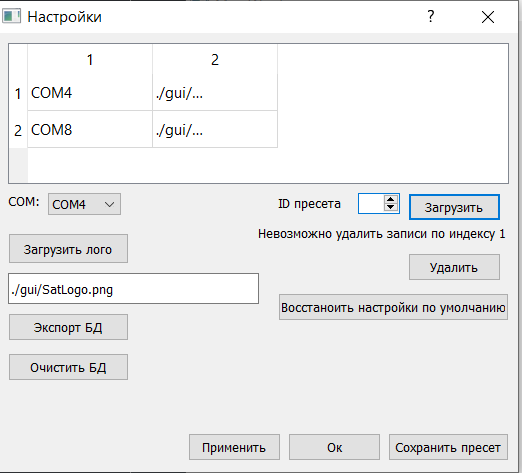 Настройки
?
1 2
1 COM4 ./gui/...
2 COM8 ./gui/...
COM: COM4 ID пресета Загрузить
Невозможно удалить записи по индексу 1
Загрузить лого
Удалить
./gui/SatLogo.png
Восстаноить настройки по умолчанию
Экспорт БД
Очистить БД
Применить Ок Сохранить пресет